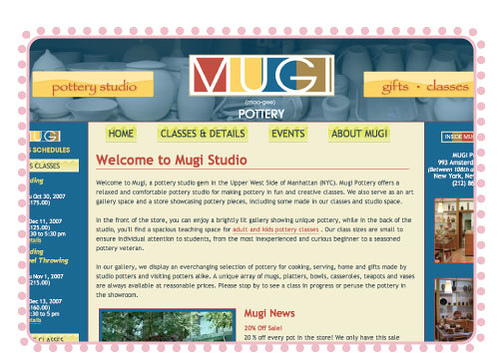 MUGI
(moo-gee)
POTTERY
pottery studio
gifts • classes
HOME
CLASSES & DETAILS
EVENTS
ABOUT MUGI
MUGI
SCHEDULES
CLASSES
Oct 30, 2007
$175.00)
Dec 11, 2007
5:30 to 5:30 pm
details
Throwing
Nov 1, 2007
$215.00)
Dec 13, 2007
$160.00)
3:30 to 5 pm
details
CLASSES
Welcome to Mugi Studio
Welcome to Mugi, a pottery studio gem in the Upper West Side of Manhattan (NYC). Mugi Pottery offers a
relaxed and comfortable pottery studio for making pottery in fun and creative classes. We also serve as an art
gallery space and a store showcasing pottery pieces, including some made in our classes and studio space.
In the front of the store, you can enjoy a brightly lit gallery showing unique pottery, while in the back of the
studio, you'll find a spacious teaching space for adult and kids pottery classes . Our class sizes are small to
ensure individual attention to students, from the most inexperienced and curious beginner to a seasoned
pottery veteran.
In our gallery, we display an everchanging selection of pottery for cooking, serving, home and gifts made by
studio potters and visiting potters alike. A unique array of mugs, platters, bowls, casseroles, teapots and vases
are always available at reasonable prices. Please stop by to see a class in progress or peruse the pottery in
the showroom.
Mugi News
20% Off Sale!
20% off every pot in the store! We only have this sale
INSIDE MUGI
MUGI P
993 Amsterd
(Between 108th
New York, Ne
(212) 86